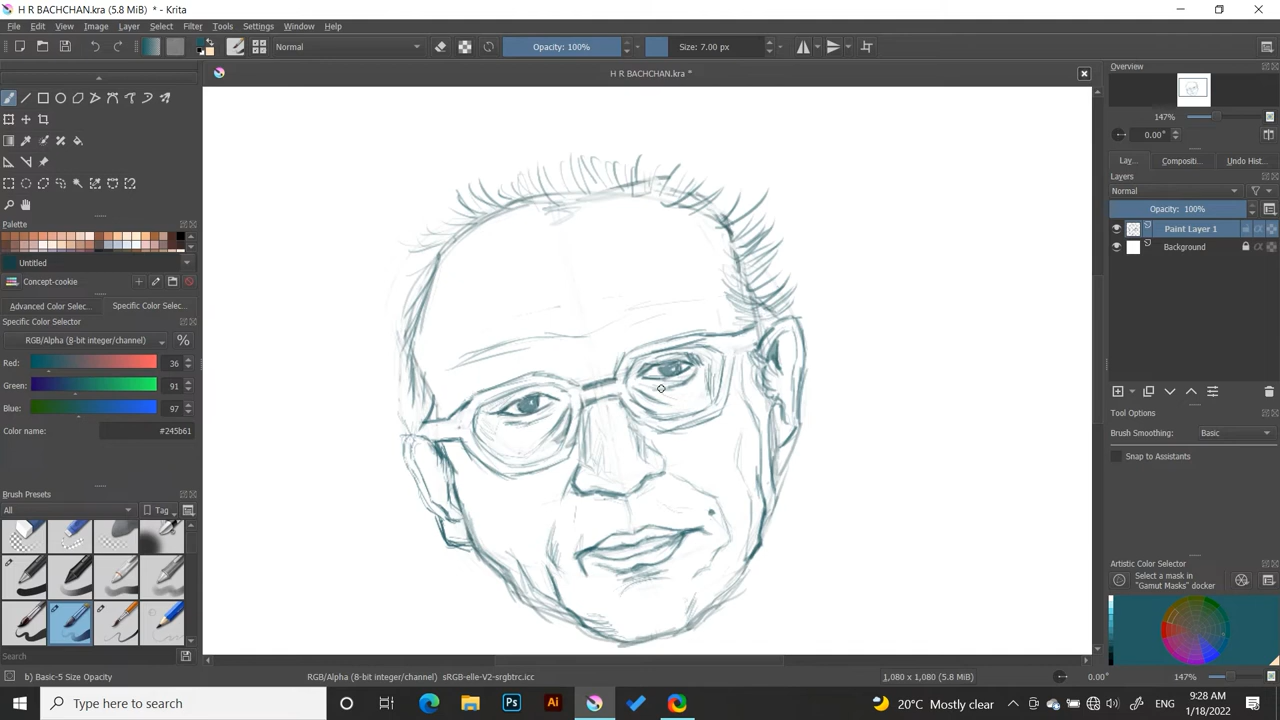 H R BACHCHAN.kra (5.8 MiB) * - Krita
File Edit View Image Layer Select Filter Tools Settings Window Help
Normal Opacity: 100% Size: 7.00 px
H R BACHCHAN.kra *
Overview
147%
0.00°
Lay... Compositi... Undo Hist...
Layers
Normal
Opacity: 100%
Paint Layer 1
Background
Tool Options
Brush Smoothing: Basic
Snap to Assistants
Artistic Color Selector
Select a mask in
"Gamut Masks" docker
Palette
Untitled
Concept-cookie
Advanced Color Selec... Specific Color Selector
Specific Color Selector
RGB/Alpha (8-bit integer/channel) %
Red: 36
Green: 91
Blue: 97
Color name: #245b61
Brush Presets
All Tag
Search
b) Basic-5 Size Opacity RGB/Alpha (8-bit integer/channel) sRGB-elle-V2-srgbtrc.icc 1,080 x 1,080 (5.8 MiB) 0.00° 147%
Type here to search Ps Ai 20°C Mostly clear ENG 9:28 AM
1/18/2022